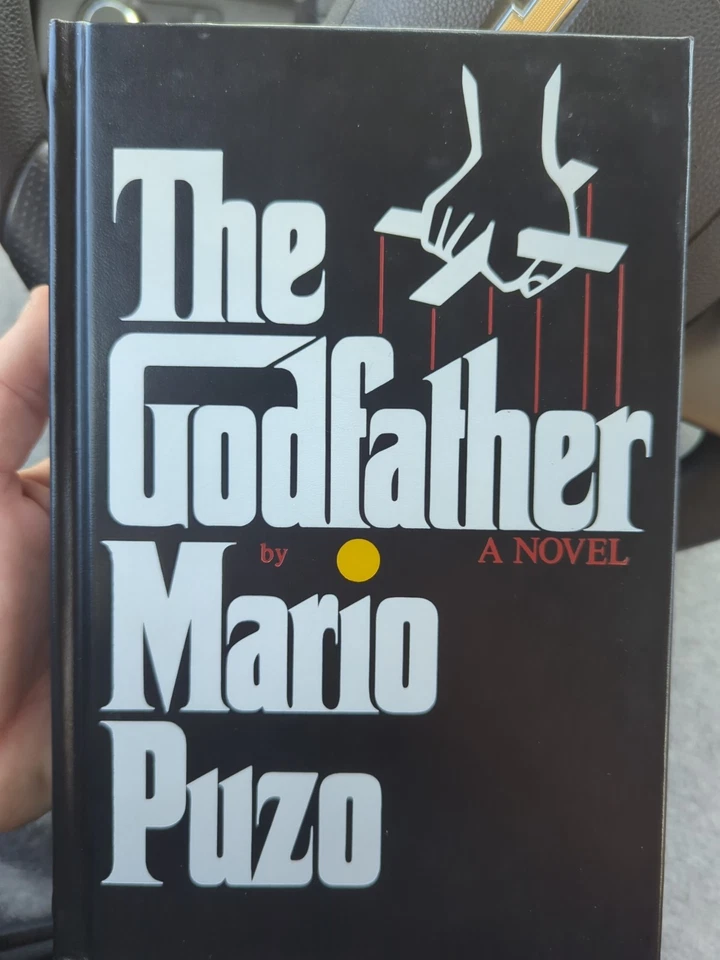 The
Godfather
by
A NOVEL
Mario
Puzo